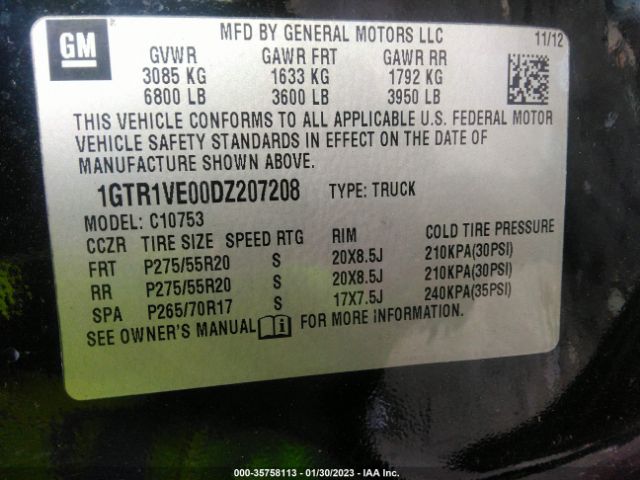 GM
MFD BY GENERAL MOTORS LLC
11/12
GVWR GAWR FRT GAWR RR
3085 KG 1633 KG 1792 KG
6800 LB 3600 LB 3950 LB
THIS VEHICLE CONFORMS TO ALL APPLICABLE U.S. FEDERAL MOTOR
VEHICLE SAFETY STANDARDS IN EFFECT ON THE DATE OF
MANUFACTURE SHOWN ABOVE.
1GTR1VE00DZ207208 TYPE: TRUCK
MODEL: C10753
CCZR TIRE SIZE SPEED RTG RIM COLD TIRE PRESSURE
FRT P275/55R20 S 20X8.5J 210KPA(30PSI)
RR P275/55R20 S 20X8.5J 210KPA(30PSI)
SPA P265/70R17 S 17X7.5J 240KPA(35PSI)
SEE OWNER'S MANUAL i FOR MORE INFORMATION.
000-35758113 — 01/30/2023 — IAA Inc.